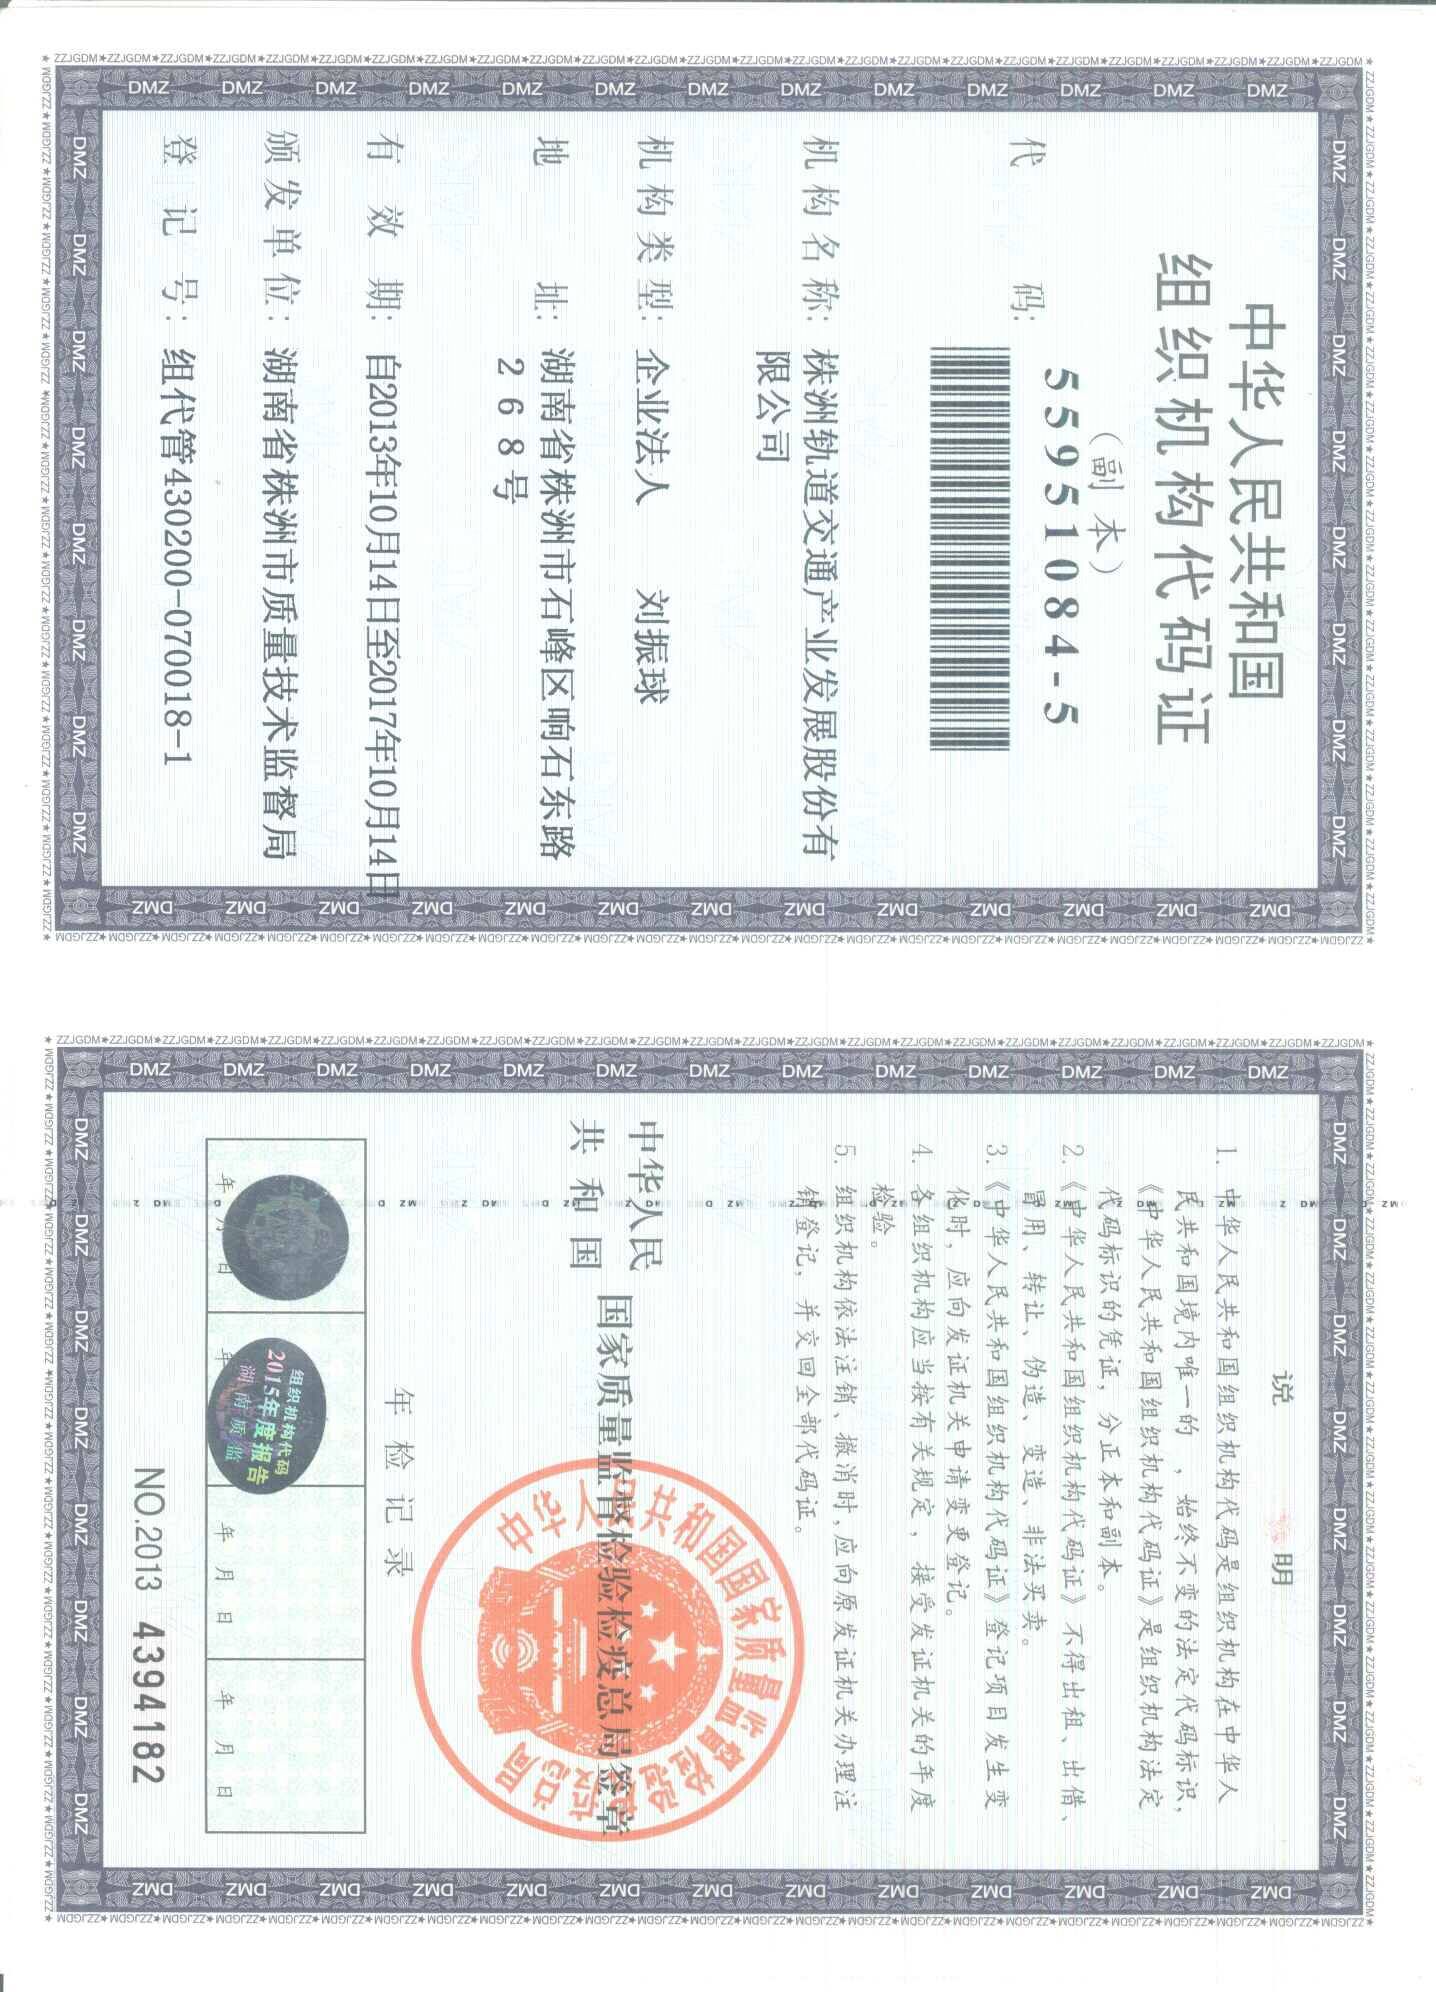 中华人民共和国
组织机构代码证
（副本）
代码：55951084-5
机构名称：株洲轨道交通产业发展股份有
限公司
机构类型：企业法人 刘振球
地址：湖南省株洲市石峰区响石东路
268号
有效期：自2013年10月14日至2017年10月14日
颁发单位：湖南省株洲市质量技术监督局
登记号：组代管430200-070018-1
说明
1. 中华人民共和国组织机构代码是组织机构在中华人
民共和国境内唯一的，始终不变的法定代码标识，
《中华人民共和国组织机构代码证》是组织机构法定
代码标识的凭证，分正本和副本。
2.《中华人民共和国组织机构代码证》不得出租、出借、
冒用、转让、伪造、变造、非法买卖。
3.《中华人民共和国组织机构代码证》登记项目发生变
化时，应向发证机关申请变更登记。
4. 各组织机构应当按有关规定，接受发证机关的年度
检验。
5. 组织机构依法注销、撤消时，应向原发证机关办理注
销登记，并交回全部代码证。
中华人民
共和国
国家质量监督检验检疫总局签章
中华人民共和国国家质量监督检验检疫总局
年检记录
年 月 日
年
组织机构代码
2015年度报告
湖南质监
年 月 日
年 月 日
NO.2013 4394182